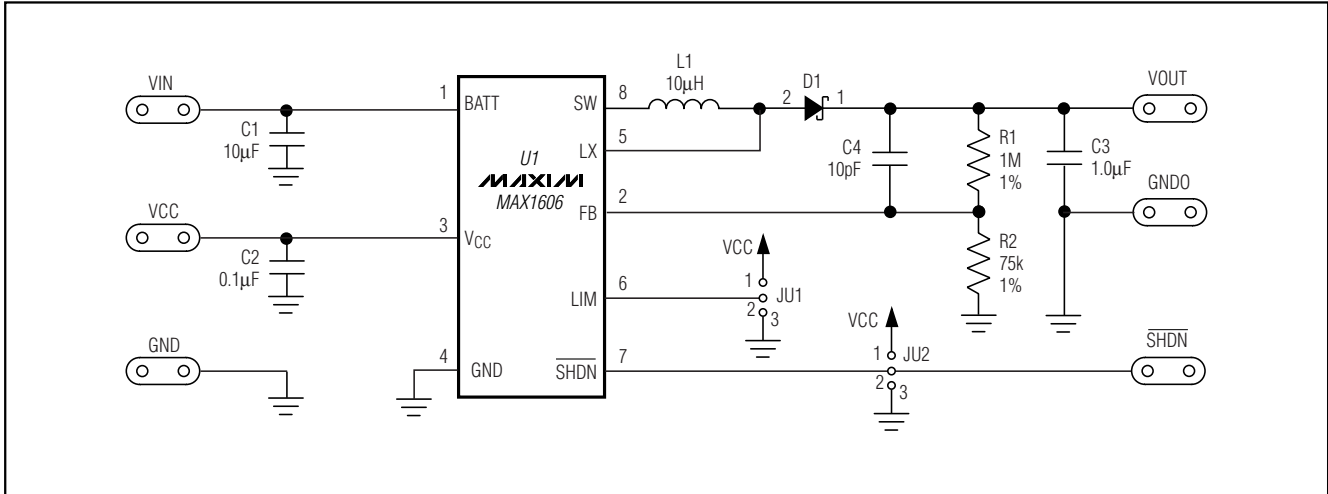 VIN
C1
10µF
VCC
C2
0.1µF
GND
1
BATT
3
VCC
4
GND
U1
MAXIM
MAX1606
SW
8
LX
5
FB
2
LIM
6
SHDN
7
L1
10µH
D1
2
1
C4
10pF
R1
1M
1%
C3
1.0µF
R2
75k
1%
VOUT
GNDO
VCC
1
2
3
JU1
VCC
1
2
3
JU2
SHDN